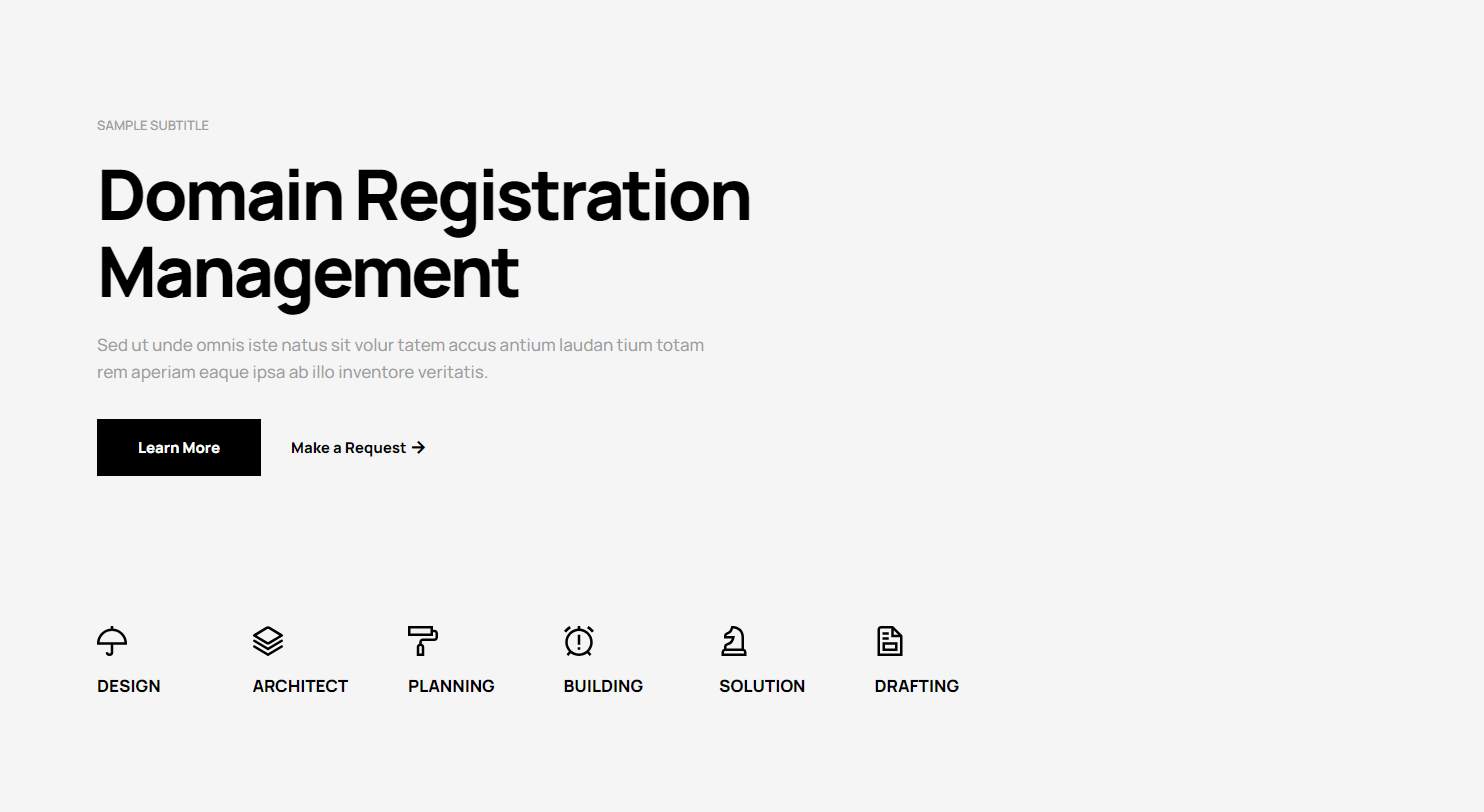 SAMPLE SUBTITLE
Domain Registration
Management
Sed ut unde omnis iste natus sit volur tatem accus antium laudan tium totam
rem aperiam eaque ipsa ab illo inventore veritatis.
Learn More
Make a Request
DESIGN
ARCHITECT
PLANNING
BUILDING
SOLUTION
DRAFTING